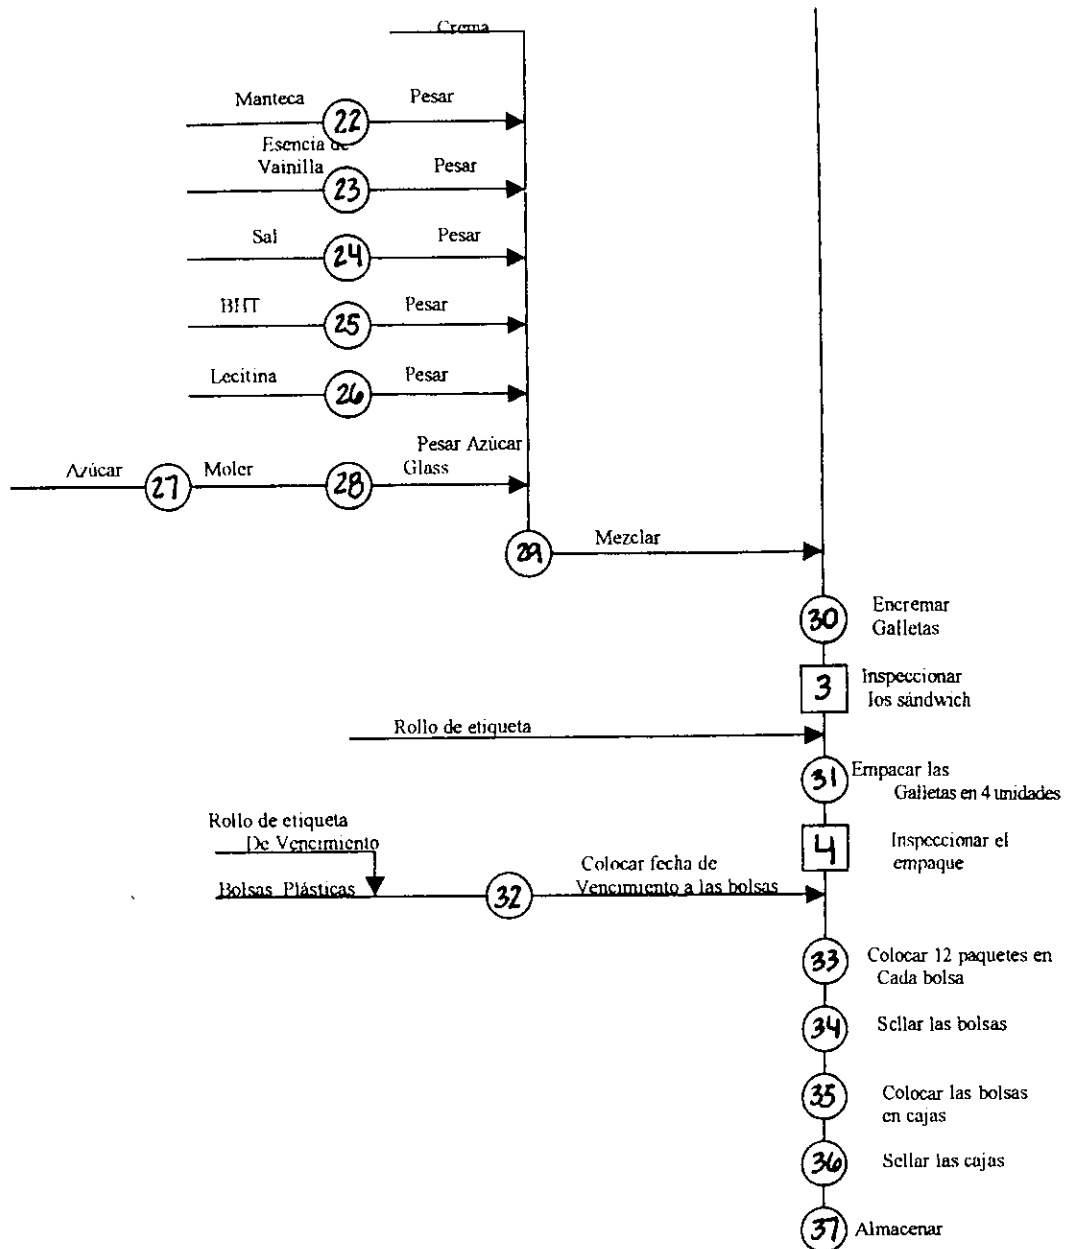 Crema
Manteca 22 Pesar
Esencia de
Vainilla 23 Pesar
Sal 24 Pesar
BHT 25 Pesar
Lecitina 26 Pesar
Pesar Azúcar
Azúcar 27 Moler 28 Glass
29 Mezclar
30 Encremar
Galletas
3 Inspeccionar
los sándwich
Rollo de etiqueta
31 Empacar las
Galletas en 4 unidades
Rollo de etiqueta
De Vencimiento
4 Inspeccionar el
empaque
Bolsas Plásticas 32 Colocar fecha de
Vencimiento a las bolsas
33 Colocar 12 paquetes en
Cada bolsa
34 Sellar las bolsas
35 Colocar las bolsas
en cajas
36 Sellar las cajas
37 Almacenar